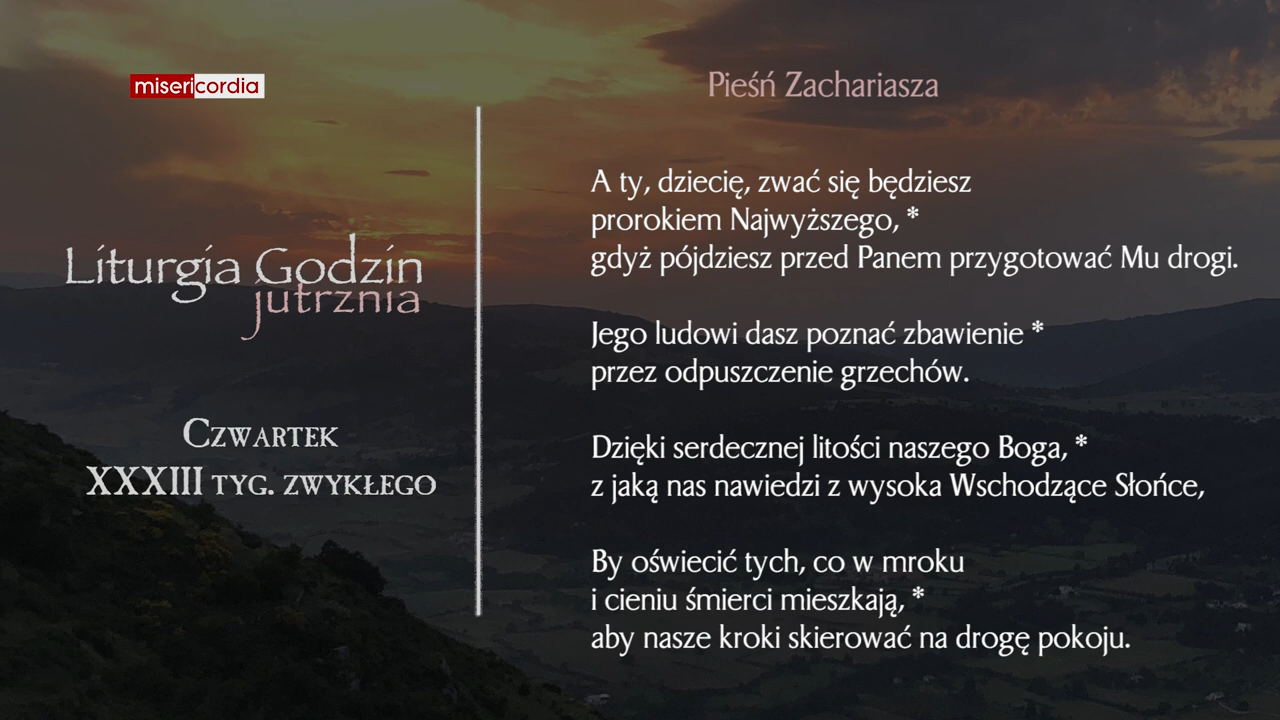 misericordia
Liturgia Godzin
jutrznia
Czwartek
XXXIII tyg. zwykłego
Pieśń Zachariasza
A ty, dziecię, zwać się będziesz
prorokiem Najwyższego, *
gdyż pójdziesz przed Panem przygotować Mu drogi.
Jego ludowi dasz poznać zbawienie *
przez odpuszczenie grzechów.
Dzięki serdecznej litości naszego Boga, *
z jaką nas nawiedzi z wysoka Wschodzące Słońce,
By oświecić tych, co w mroku
i cieniu śmierci mieszkają, *
aby nasze kroki skierować na drogę pokoju.